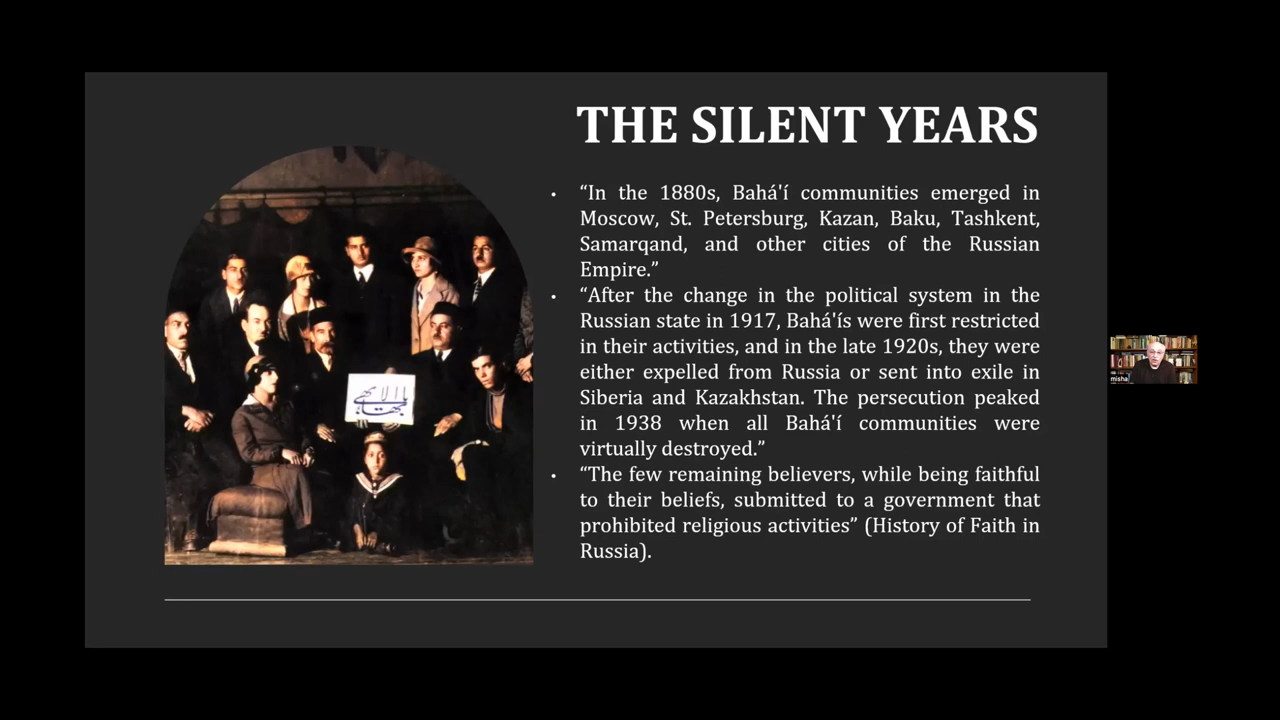 THE SILENT YEARS
• “In the 1880s, Bahá'í communities emerged in
Moscow, St. Petersburg, Kazan, Baku, Tashkent,
Samarqand, and other cities of the Russian
Empire.”
• “After the change in the political system in the
Russian state in 1917, Bahá'ís were first restricted
in their activities, and in the late 1920s, they were
either expelled from Russia or sent into exile in
Siberia and Kazakhstan. The persecution peaked
in 1938 when all Bahá'í communities were
virtually destroyed.”
• “The few remaining believers, while being faithful
to their beliefs, submitted to a government that
prohibited religious activities” (History of Faith in
Russia).
يا بهاء الابهى
misha